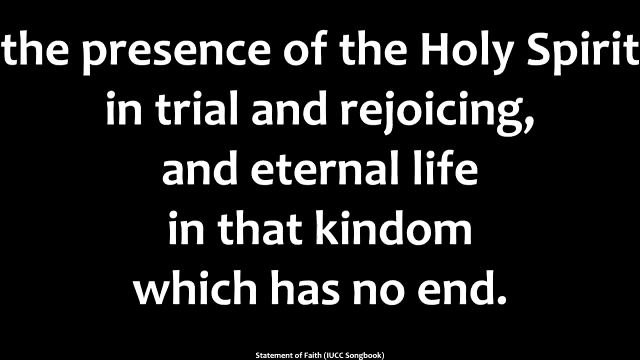 the presence of the Holy Spirit
in trial and rejoicing,
and eternal life
in that kindom
which has no end.
Statement of Faith (IUCC Songbook)